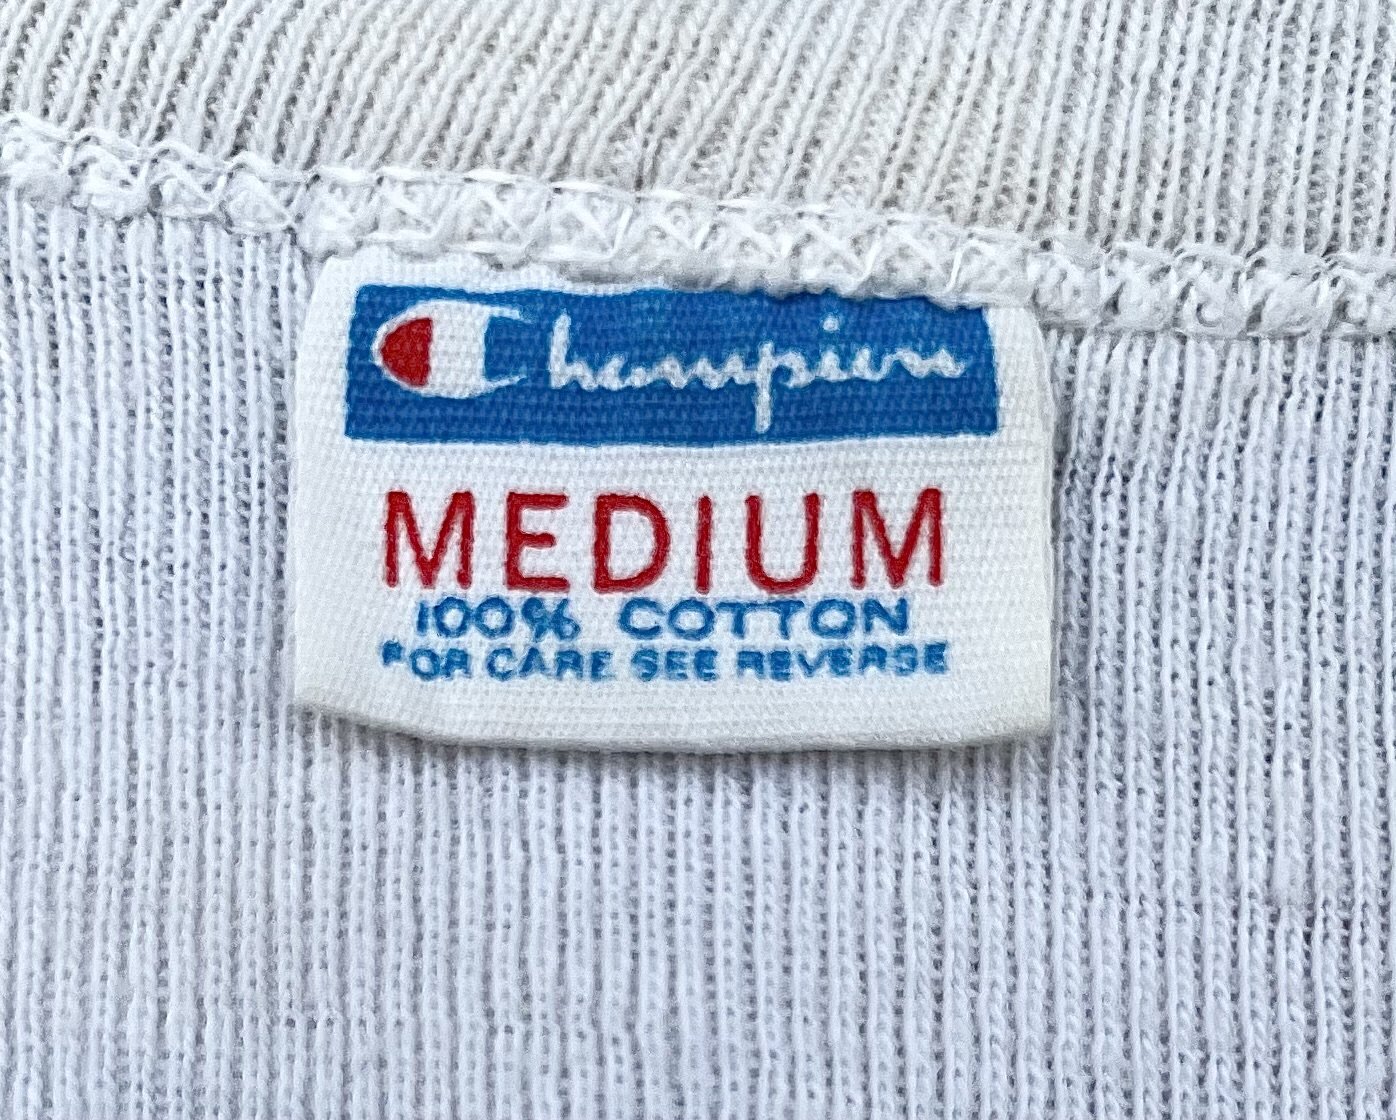 Champion
MEDIUM
100% COTTON
FOR CARE SEE REVERSE